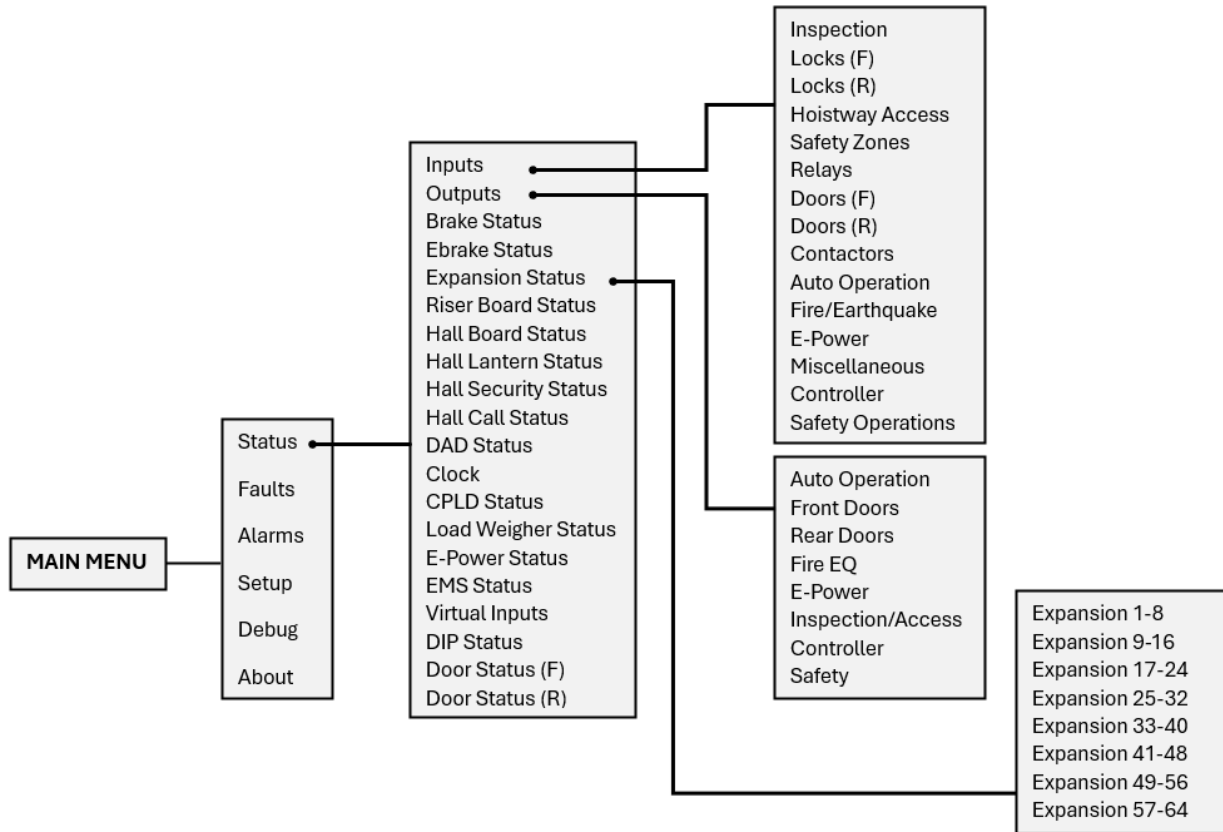 MAIN MENU
Status
Faults
Alarms
Setup
Debug
About
Inputs
Outputs
Brake Status
Ebrake Status
Expansion Status
Riser Board Status
Hall Board Status
Hall Lantern Status
Hall Security Status
Hall Call Status
DAD Status
Clock
CPLD Status
Load Weigher Status
E-Power Status
EMS Status
Virtual Inputs
DIP Status
Door Status (F)
Door Status (R)
Inspection
Locks (F)
Locks (R)
Hoistway Access
Safety Zones
Relays
Doors (F)
Doors (R)
Contactors
Auto Operation
Fire/Earthquake
E-Power
Miscellaneous
Controller
Safety Operations
Auto Operation
Front Doors
Rear Doors
Fire EQ
E-Power
Inspection/Access
Controller
Safety
Expansion 1-8
Expansion 9-16
Expansion 17-24
Expansion 25-32
Expansion 33-40
Expansion 41-48
Expansion 49-56
Expansion 57-64